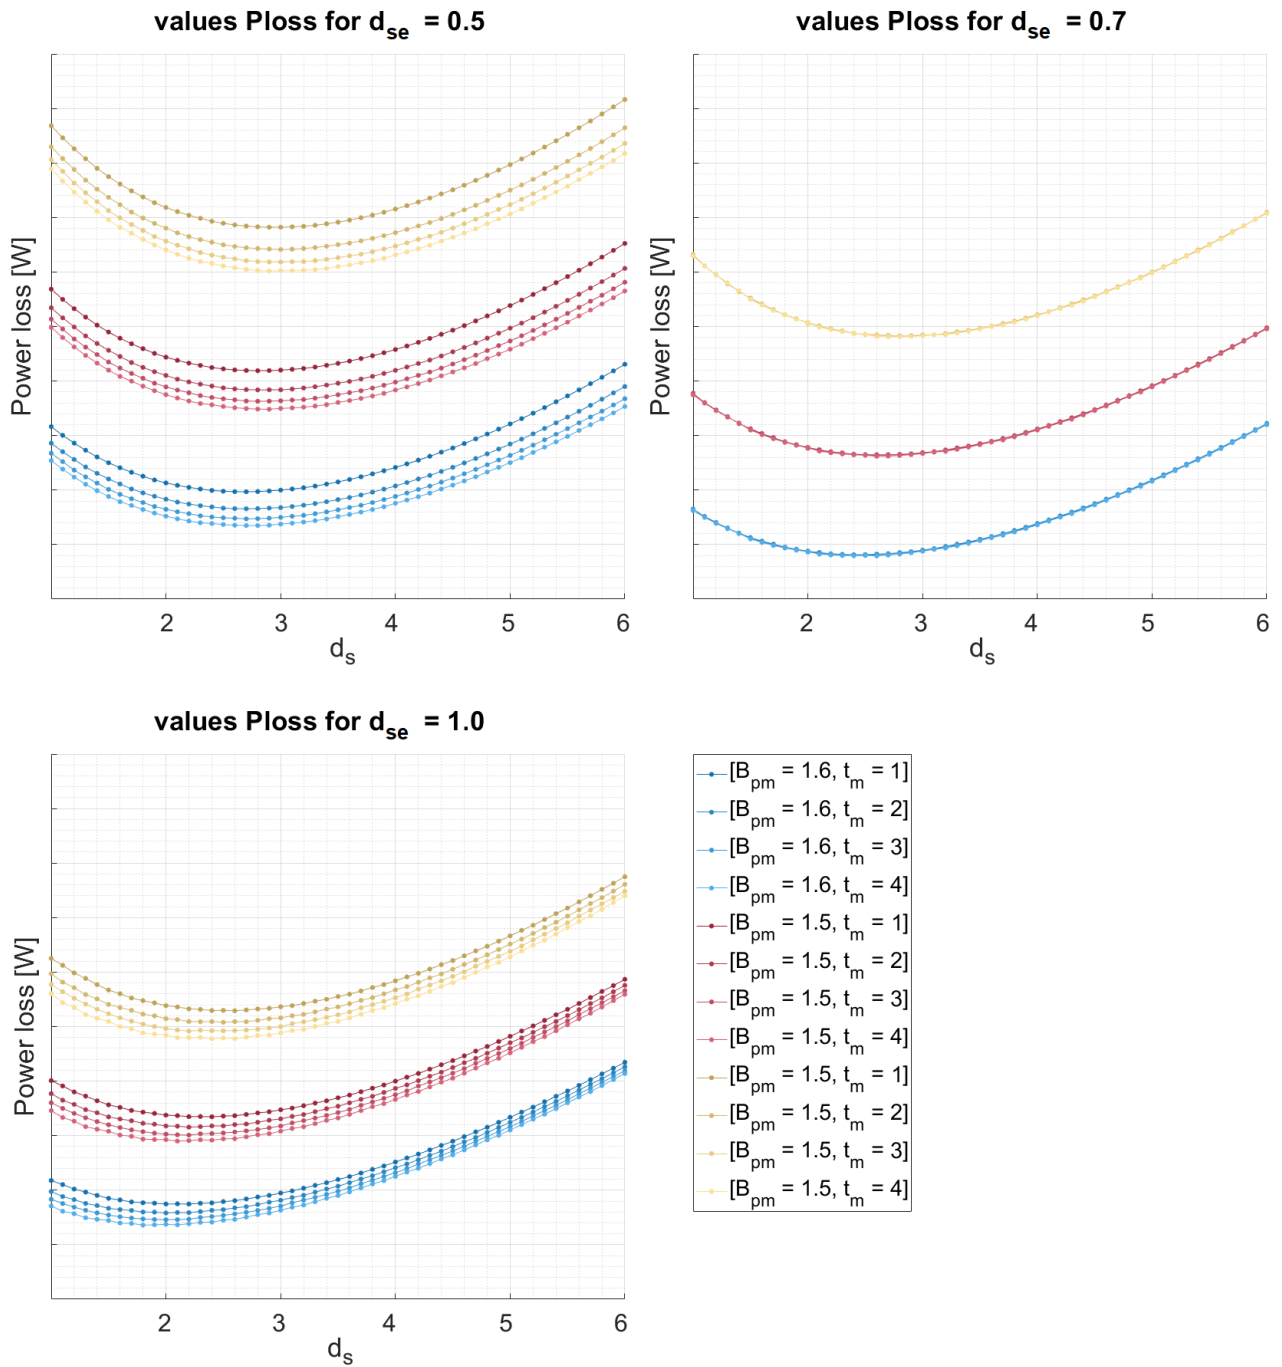 values Ploss for dse = 0.5
Power loss [W]
2 3 4 5 6
ds
values Ploss for dse = 0.7
Power loss [W]
2 3 4 5 6
ds
values Ploss for dse = 1.0
Power loss [W]
2 3 4 5 6
ds
[Bpm = 1.6, tm = 1]
[Bpm = 1.6, tm = 2]
[Bpm = 1.6, tm = 3]
[Bpm = 1.6, tm = 4]
[Bpm = 1.5, tm = 1]
[Bpm = 1.5, tm = 2]
[Bpm = 1.5, tm = 3]
[Bpm = 1.5, tm = 4]
[Bpm = 1.5, tm = 1]
[Bpm = 1.5, tm = 2]
[Bpm = 1.5, tm = 3]
[Bpm = 1.5, tm = 4]